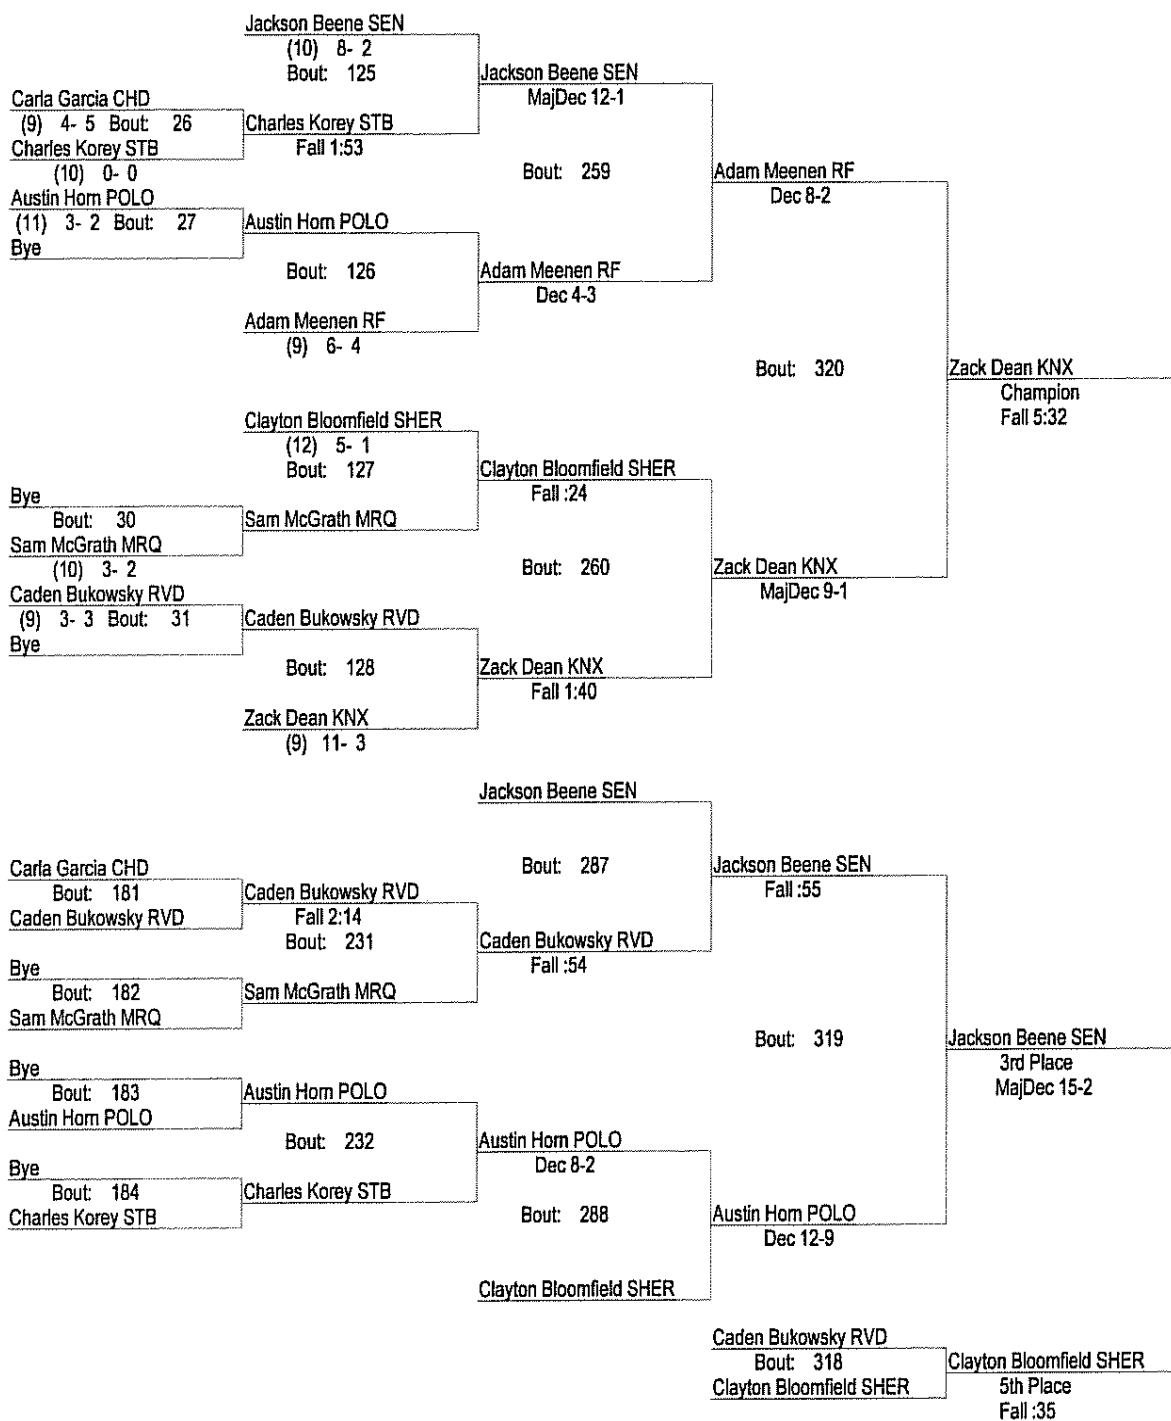 Jackson Beene SEN
(10) 8- 2
Bout: 125
Jackson Beene SEN
MajDec 12-1
Carla Garcia CHD
(9) 4- 5 Bout: 26
Charles Korey STB
Fall 1:53
Charles Korey STB
(10) 0- 0
Bout: 259
Adam Meenen RF
Dec 8-2
Austin Horn POLO
(11) 3- 2 Bout: 27
Austin Horn POLO
Bye
Bout: 126
Adam Meenen RF
Dec 4-3
Adam Meenen RF
(9) 6- 4
Bout: 320
Zack Dean KNX
Champion
Fall 5:32
Clayton Bloomfield SHER
(12) 5- 1
Bout: 127
Clayton Bloomfield SHER
Fall :24
Bye
Bout: 30
Sam McGrath MRQ
Sam McGrath MRQ
(10) 3- 2
Bout: 260
Zack Dean KNX
MajDec 9-1
Caden Bukowsky RVD
(9) 3- 3 Bout: 31
Caden Bukowsky RVD
Bye
Bout: 128
Zack Dean KNX
Fall 1:40
Zack Dean KNX
(9) 11- 3
Jackson Beene SEN
Bout: 287
Jackson Beene SEN
Fall :55
Carla Garcia CHD
Bout: 181
Caden Bukowsky RVD
Fall 2:14
Caden Bukowsky RVD
Bout: 231
Caden Bukowsky RVD
Fall :54
Bye
Bout: 182
Sam McGrath MRQ
Sam McGrath MRQ
Bout: 319
Jackson Beene SEN
3rd Place
MajDec 15-2
Bye
Bout: 183
Austin Horn POLO
Austin Horn POLO
Bout: 232
Austin Horn POLO
Dec 8-2
Bye
Bout: 184
Charles Korey STB
Charles Korey STB
Bout: 288
Austin Horn POLO
Dec 12-9
Clayton Bloomfield SHER
Caden Bukowsky RVD
Bout: 318
Clayton Bloomfield SHER
Clayton Bloomfield SHER
5th Place
Fall :35